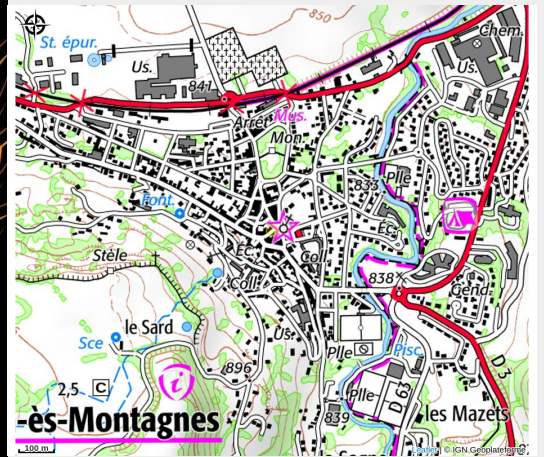 850
St. épur.
Chem.
Us.
Us.
841
Mus.
Arrêt
Mon.
Plle
833
Font.
EC.
EC.
Stèle
Coll.
838
Coll.
Gend.
le Sard
Us.
Sce
Plle
Pisc.
D 3
896
2,5 C
i
Plle
D 63
-ès-Montagnes
839
les Mazets
100 m
Leaflet | © IGN Geoplateforme